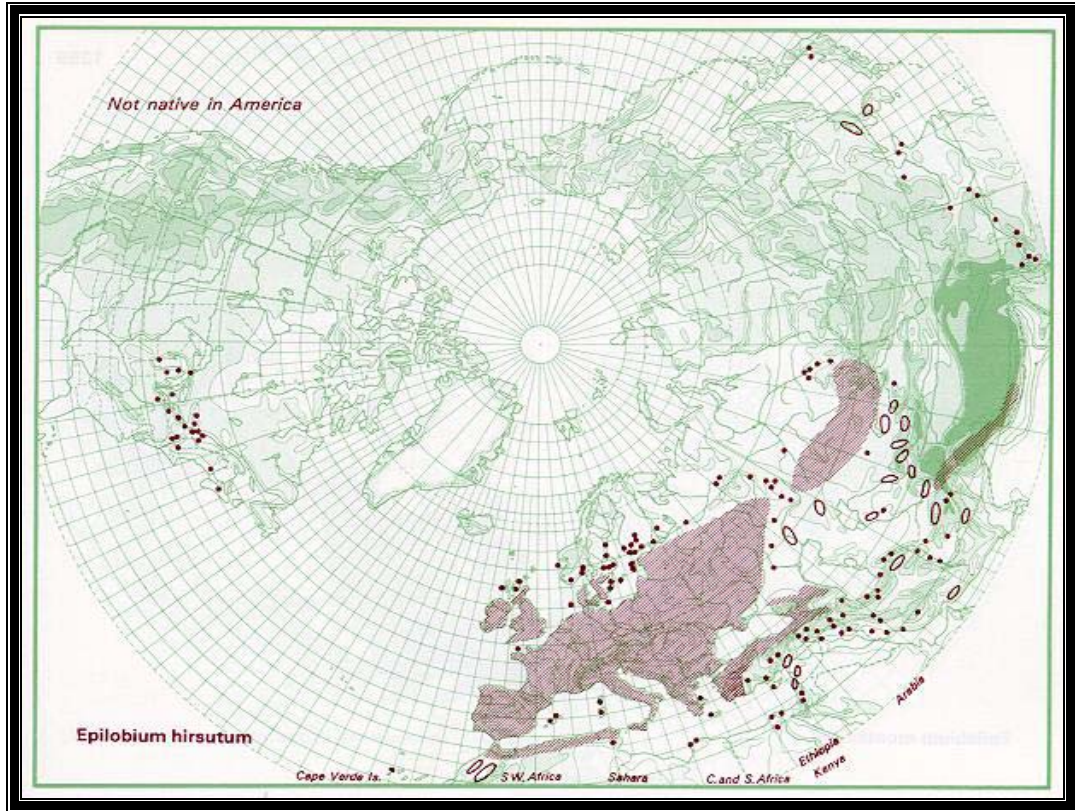 Not native in America
Arabia
Epilobium hirsutum
Ethiopia
Kenya
Cape Verde Is.
S W. Africa
Sahara
C. and S. Africa